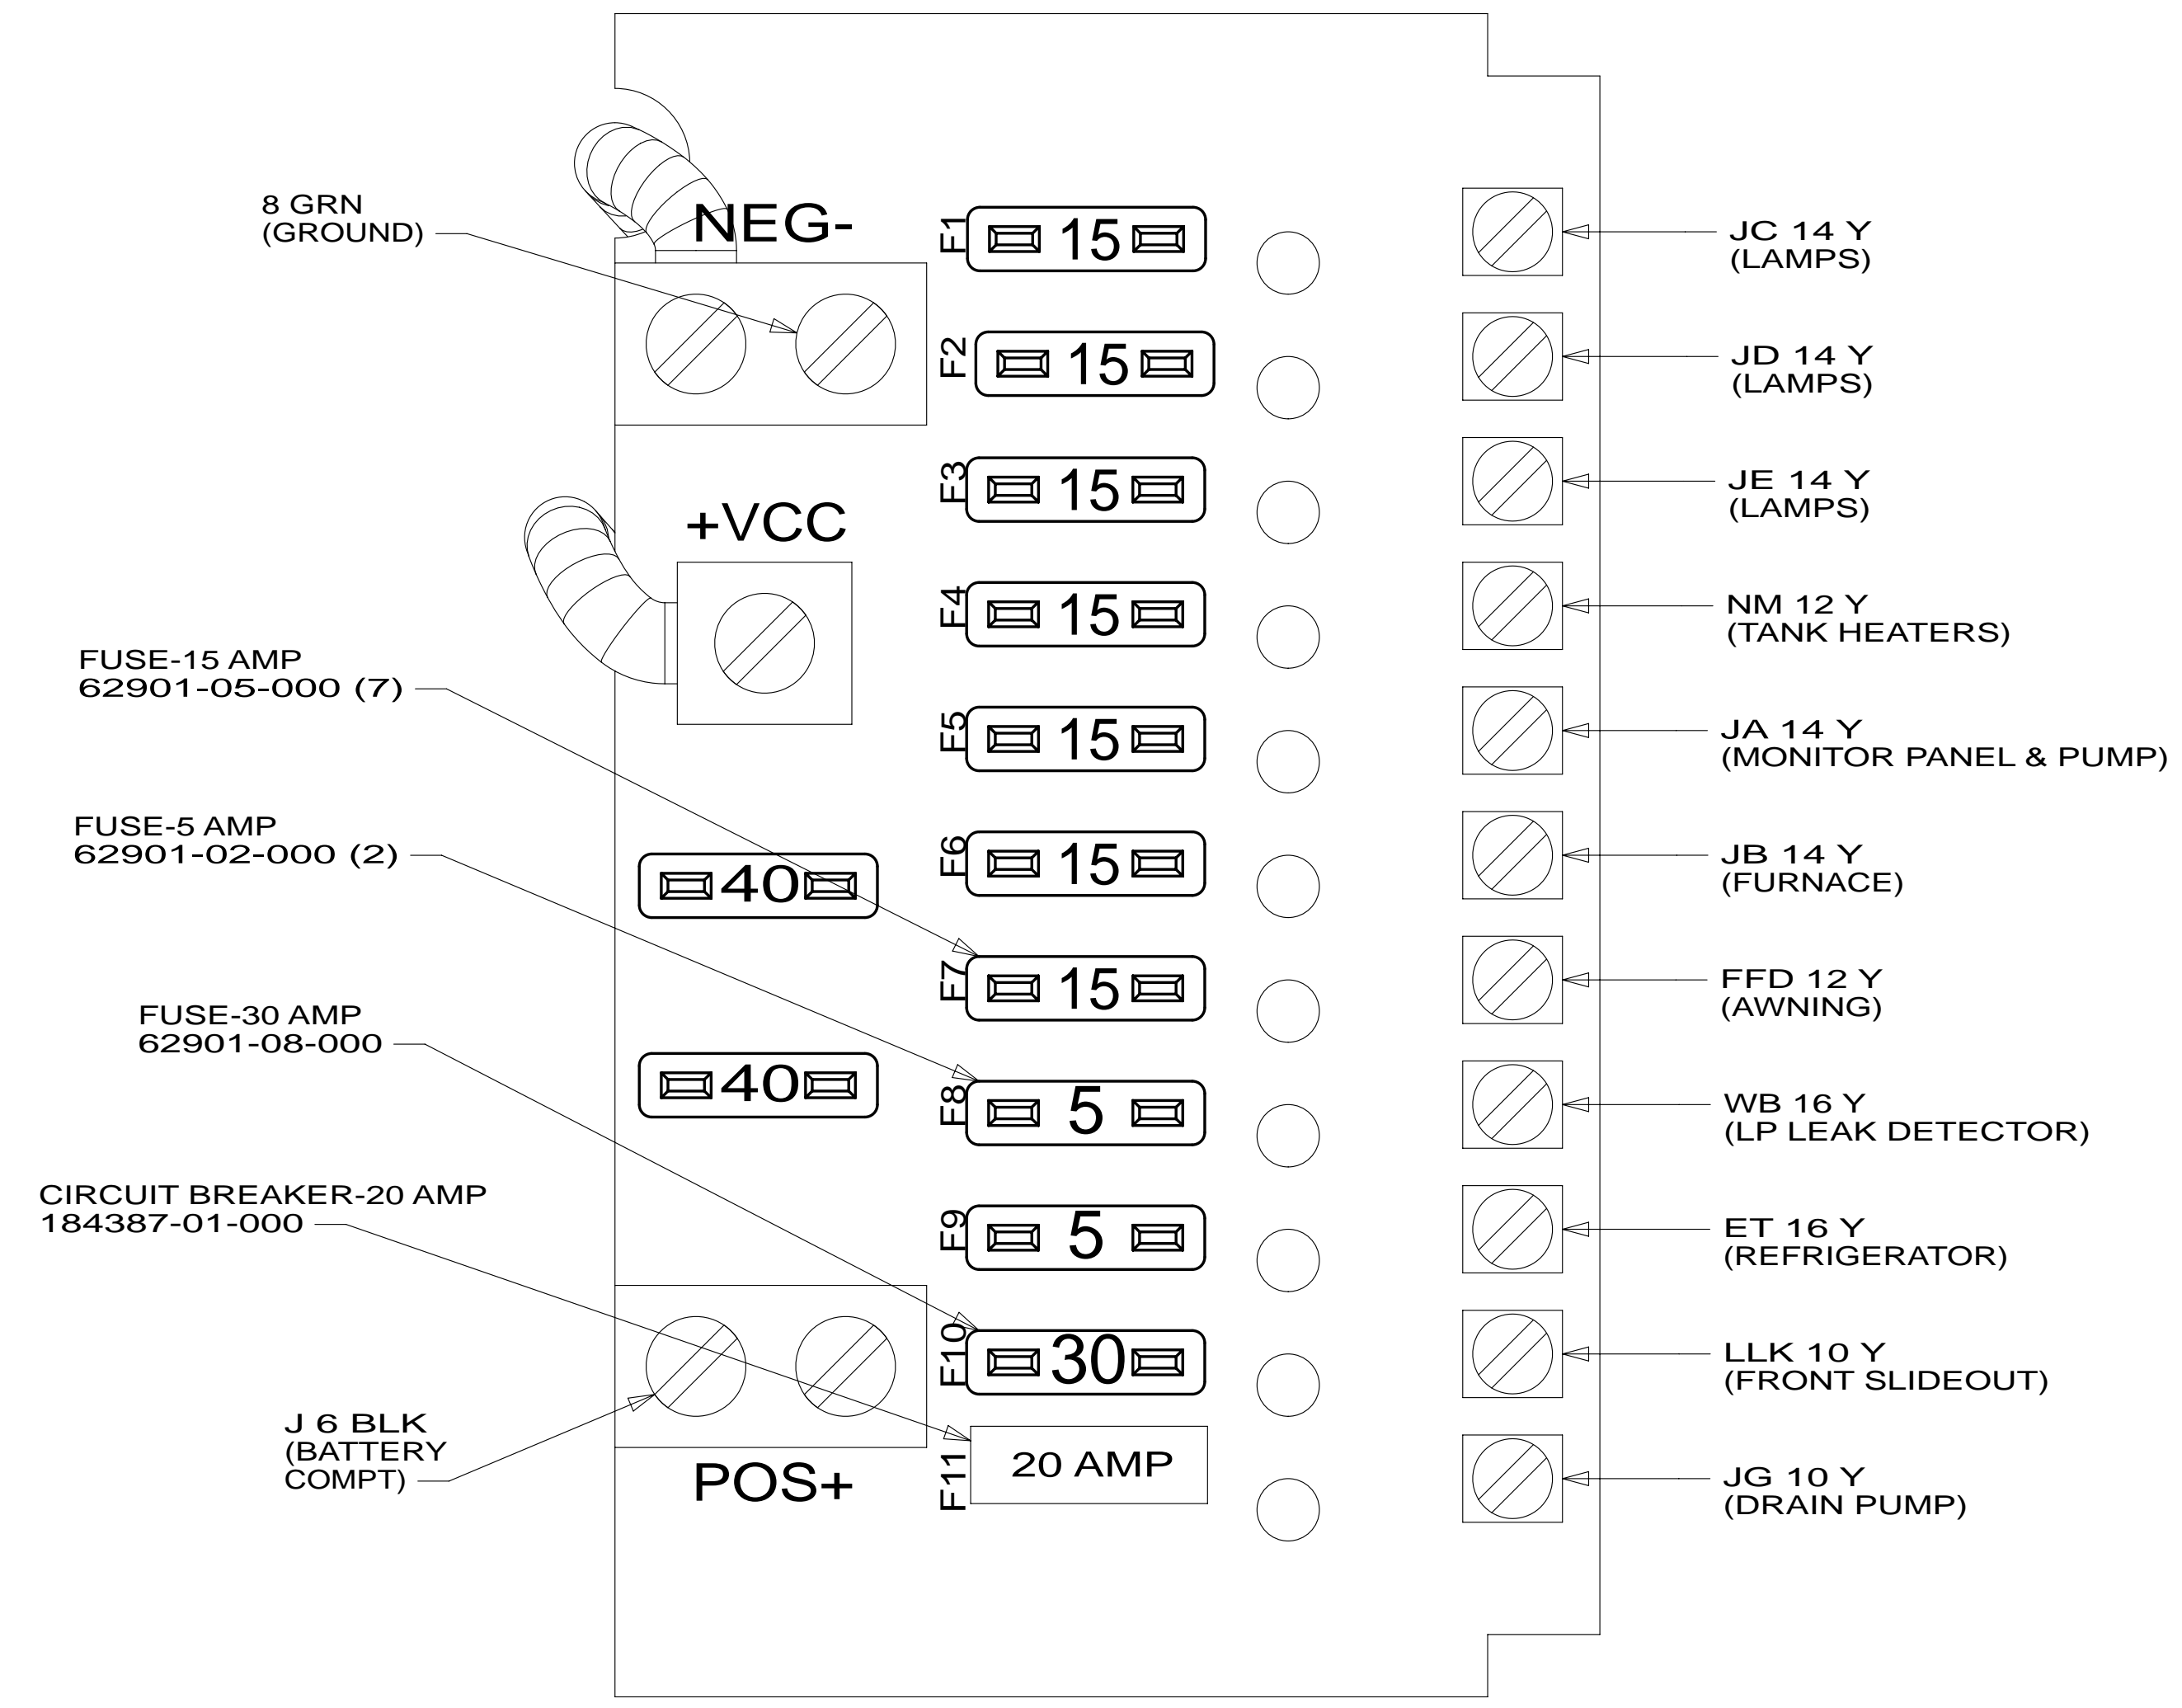 8 GRN
(GROUND)
NEG-
+VCC
FUSE-15 AMP
62901-05-000 (7)
FUSE-5 AMP
62901-02-000 (2)
40
FUSE-30 AMP
62901-08-000
40
CIRCUIT BREAKER-20 AMP
184387-01-000
J 6 BLK
(BATTERY
COMPT)
POS+
F1
15
F2
15
F3
15
F4
15
F5
15
F6
15
F7
15
F8
5
F9
5
F10
30
F11
20 AMP
JC 14 Y
(LAMPS)
JD 14 Y
(LAMPS)
JE 14 Y
(LAMPS)
NM 12 Y
(TANK HEATERS)
JA 14 Y
(MONITOR PANEL & PUMP)
JB 14 Y
(FURNACE)
FFD 12 Y
(AWNING)
WB 16 Y
(LP LEAK DETECTOR)
ET 16 Y
(REFRIGERATOR)
LLK 10 Y
(FRONT SLIDEOUT)
JG 10 Y
(DRAIN PUMP)